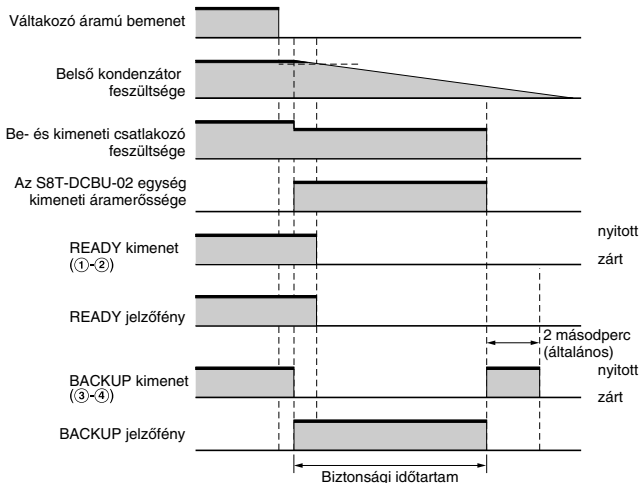 Váltakozó áramú bemenet
Belső kondenzátor
feszültsége
Be- és kimeneti csatlakozó
feszültsége
Az S8T-DCBU-02 egység
kimeneti áramerőssége
READY kimenet
(①-②)
nyitott
zárt
READY jelzőfény
2 másodperc
(általános)
BACKUP kimenet
(③-④)
nyitott
zárt
BACKUP jelzőfény
Biztonsági időtartam